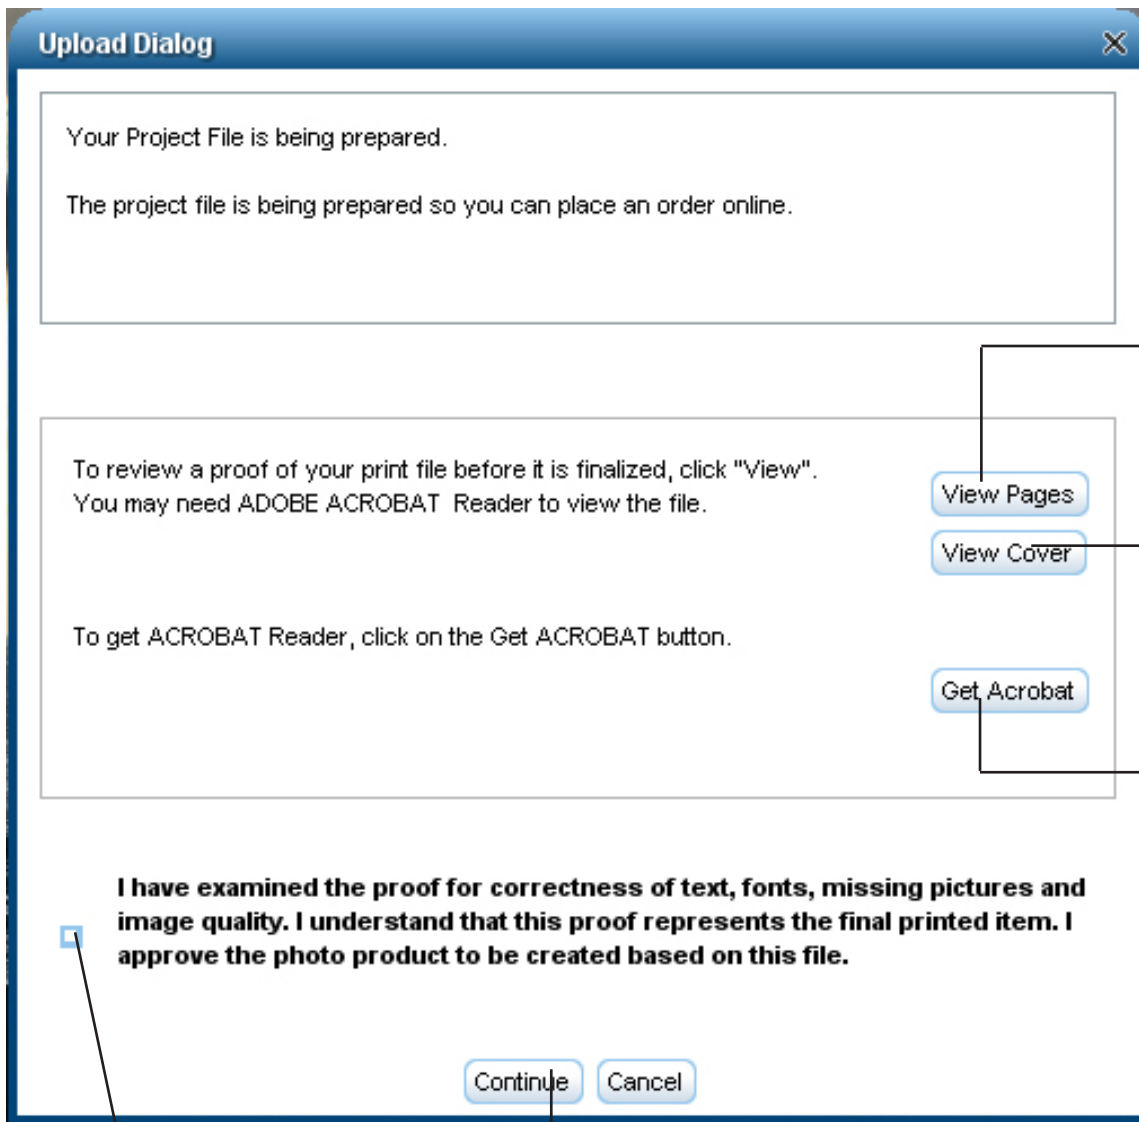 Upload Dialog
Your Project File is being prepared.
The project file is being prepared so you can place an order online.
To review a proof of your print file before it is finalized, click "View".
You may need ADOBE ACROBAT Reader to view the file.
View Pages
View Cover
To get ACROBAT Reader, click on the Get ACROBAT button.
Get Acrobat
I have examined the proof for correctness of text, fonts, missing pictures and
image quality. I understand that this proof represents the final printed item. I
approve the photo product to be created based on this file.
Continue Cancel